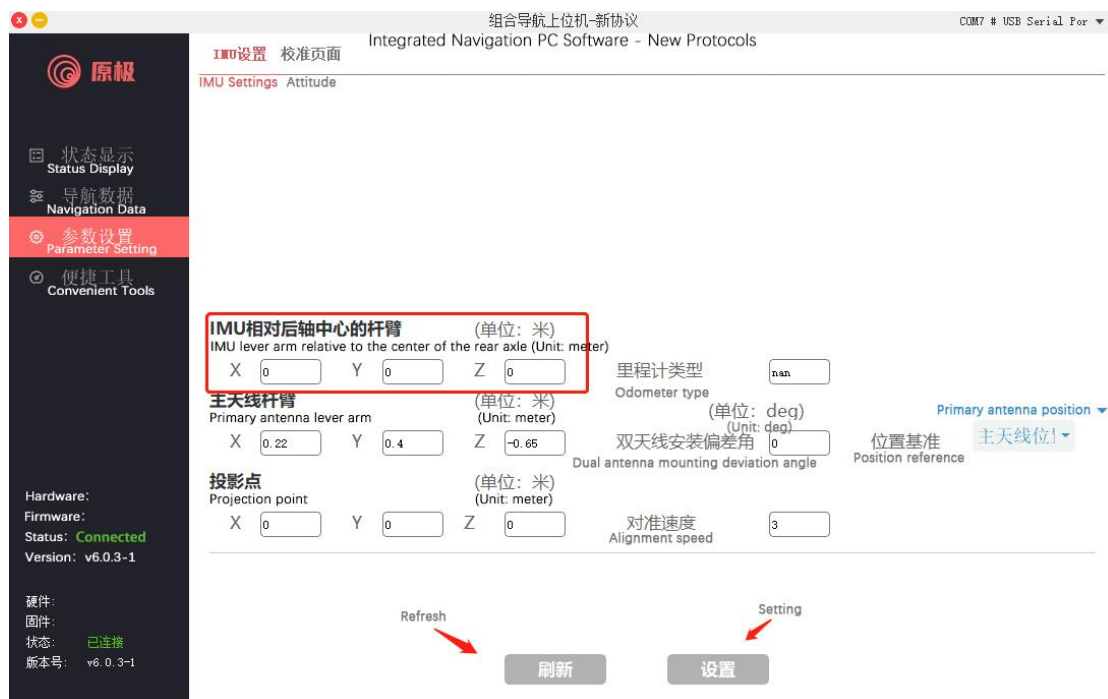 组合导航上位机-新协议
COM7 # USB Serial Por
Integrated Navigation PC Software - New Protocols
原极
IMU设置 校准页面
IMU Settings Attitude
状态显示
Status Display
导航数据
Navigation Data
参数设置
Parameter Setting
便捷工具
Convenient Tools
IMU相对后轴中心的杆臂 (单位: 米)
IMU lever arm relative to the center of the rear axle (Unit: meter)
X 0 Y 0 Z 0
里程计类型 nan
Odometer type
主天线杆臂 (单位: 米)
Primary antenna lever arm (Unit: meter)
X 0.22 Y 0.4 Z -0.65
(单位: deg)
(Unit: deg)
双天线安装偏差角 0
Dual antenna mounting deviation angle
Primary antenna position
位置基准 主天线位!
Position reference
投影点 (单位: 米)
Projection point (Unit: meter)
X 0 Y 0 Z 0
对准速度 3
Alignment speed
Hardware:
Firmware:
Status: Connected
Version: v6.0.3-1
硬件:
固件:
状态: 已连接
版本号: v6.0.3-1
Refresh
Setting
刷新
设置